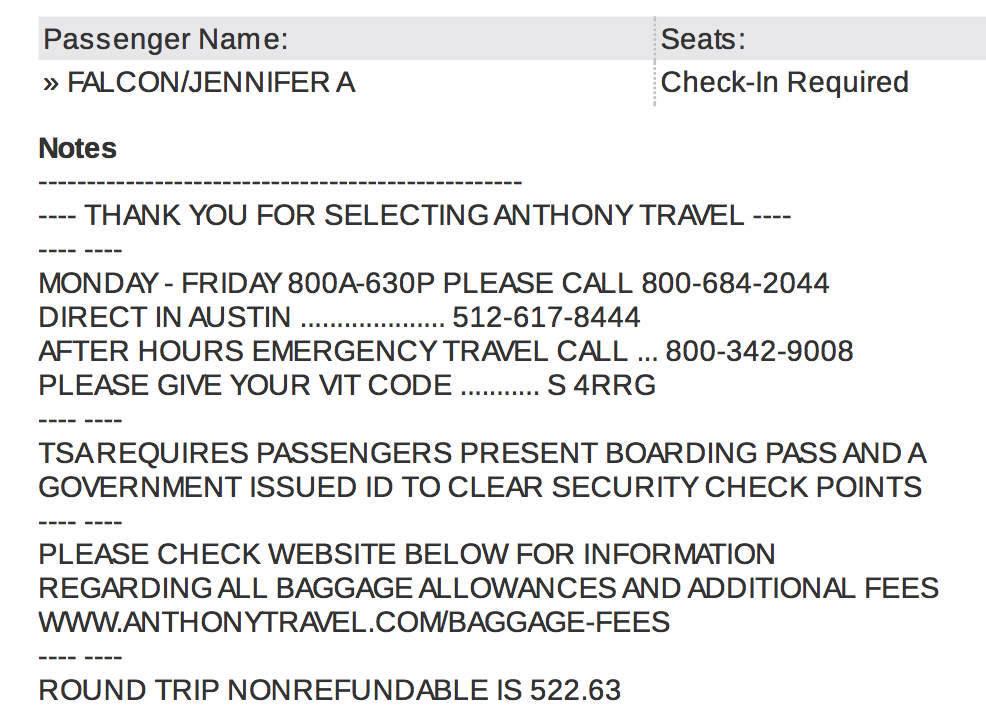 Passenger Name: Seats:
» FALCON/JENNIFER A Check-In Required
Notes
--------------------------------------------------
---- THANK YOU FOR SELECTING ANTHONY TRAVEL ----
---- ----
MONDAY - FRIDAY 800A-630P PLEASE CALL 800-684-2044
DIRECT IN AUSTIN .................... 512-617-8444
AFTER HOURS EMERGENCY TRAVEL CALL ... 800-342-9008
PLEASE GIVE YOUR VIT CODE ........... S 4RRG
---- ----
TSA REQUIRES PASSENGERS PRESENT BOARDING PASS AND A
GOVERNMENT ISSUED ID TO CLEAR SECURITY CHECK POINTS
---- ----
PLEASE CHECK WEBSITE BELOW FOR INFORMATION
REGARDING ALL BAGGAGE ALLOWANCES AND ADDITIONAL FEES
WWW.ANTHONYTRAVEL.COM/BAGGAGE-FEES
---- ----
ROUND TRIP NONREFUNDABLE IS 522.63